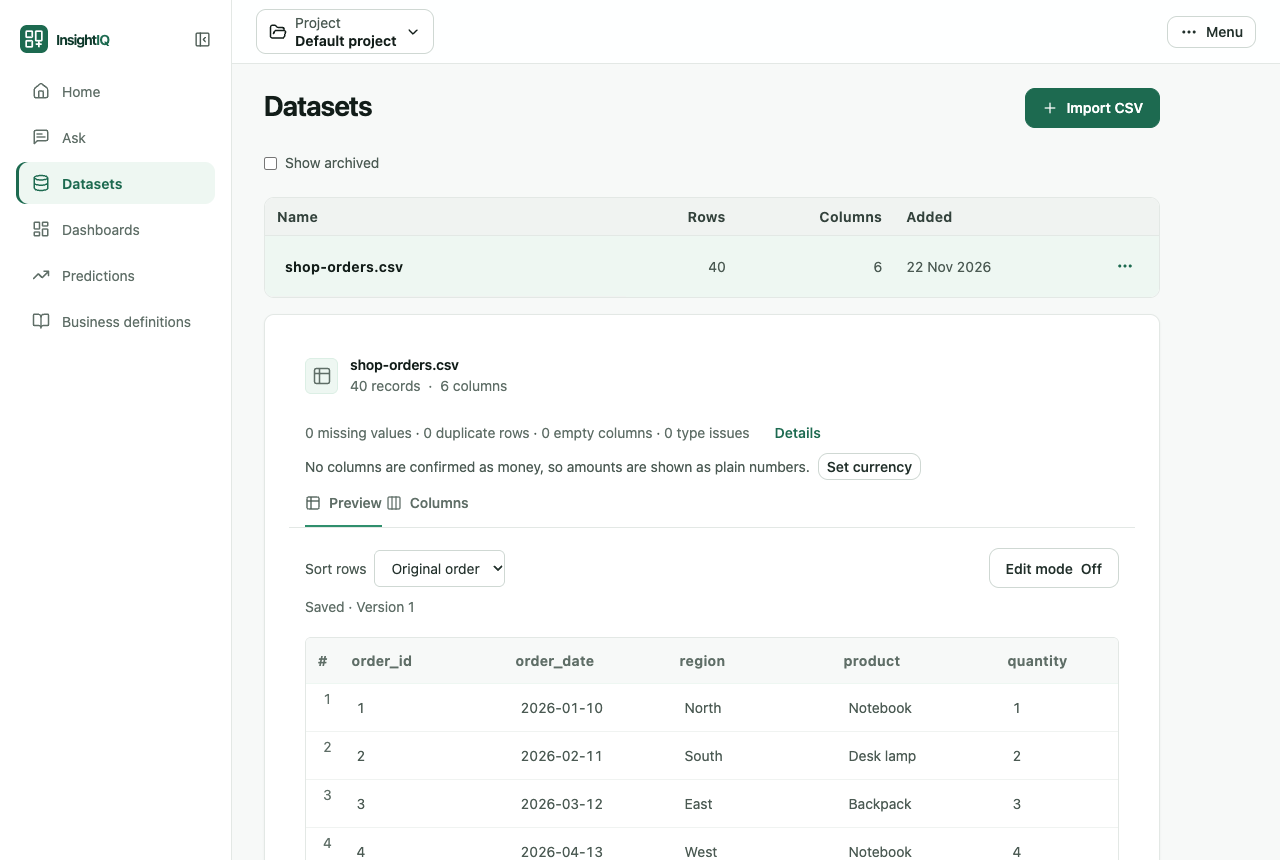 InsightIQ
Project
Default project
Menu
Home
Ask
Datasets
Dashboards
Predictions
Business definitions
Datasets
Import CSV
Show archived
Name Rows Columns Added
shop-orders.csv 40 6 22 Nov 2026
shop-orders.csv
40 records · 6 columns
0 missing values · 0 duplicate rows · 0 empty columns · 0 type issues Details
No columns are confirmed as money, so amounts are shown as plain numbers. Set currency
Preview Columns
Sort rows Original order Edit mode Off
Saved · Version 1
# order_id order_date region product quantity
1 1 2026-01-10 North Notebook 1
2 2 2026-02-11 South Desk lamp 2
3 3 2026-03-12 East Backpack 3
4 4 2026-04-13 West Notebook 4